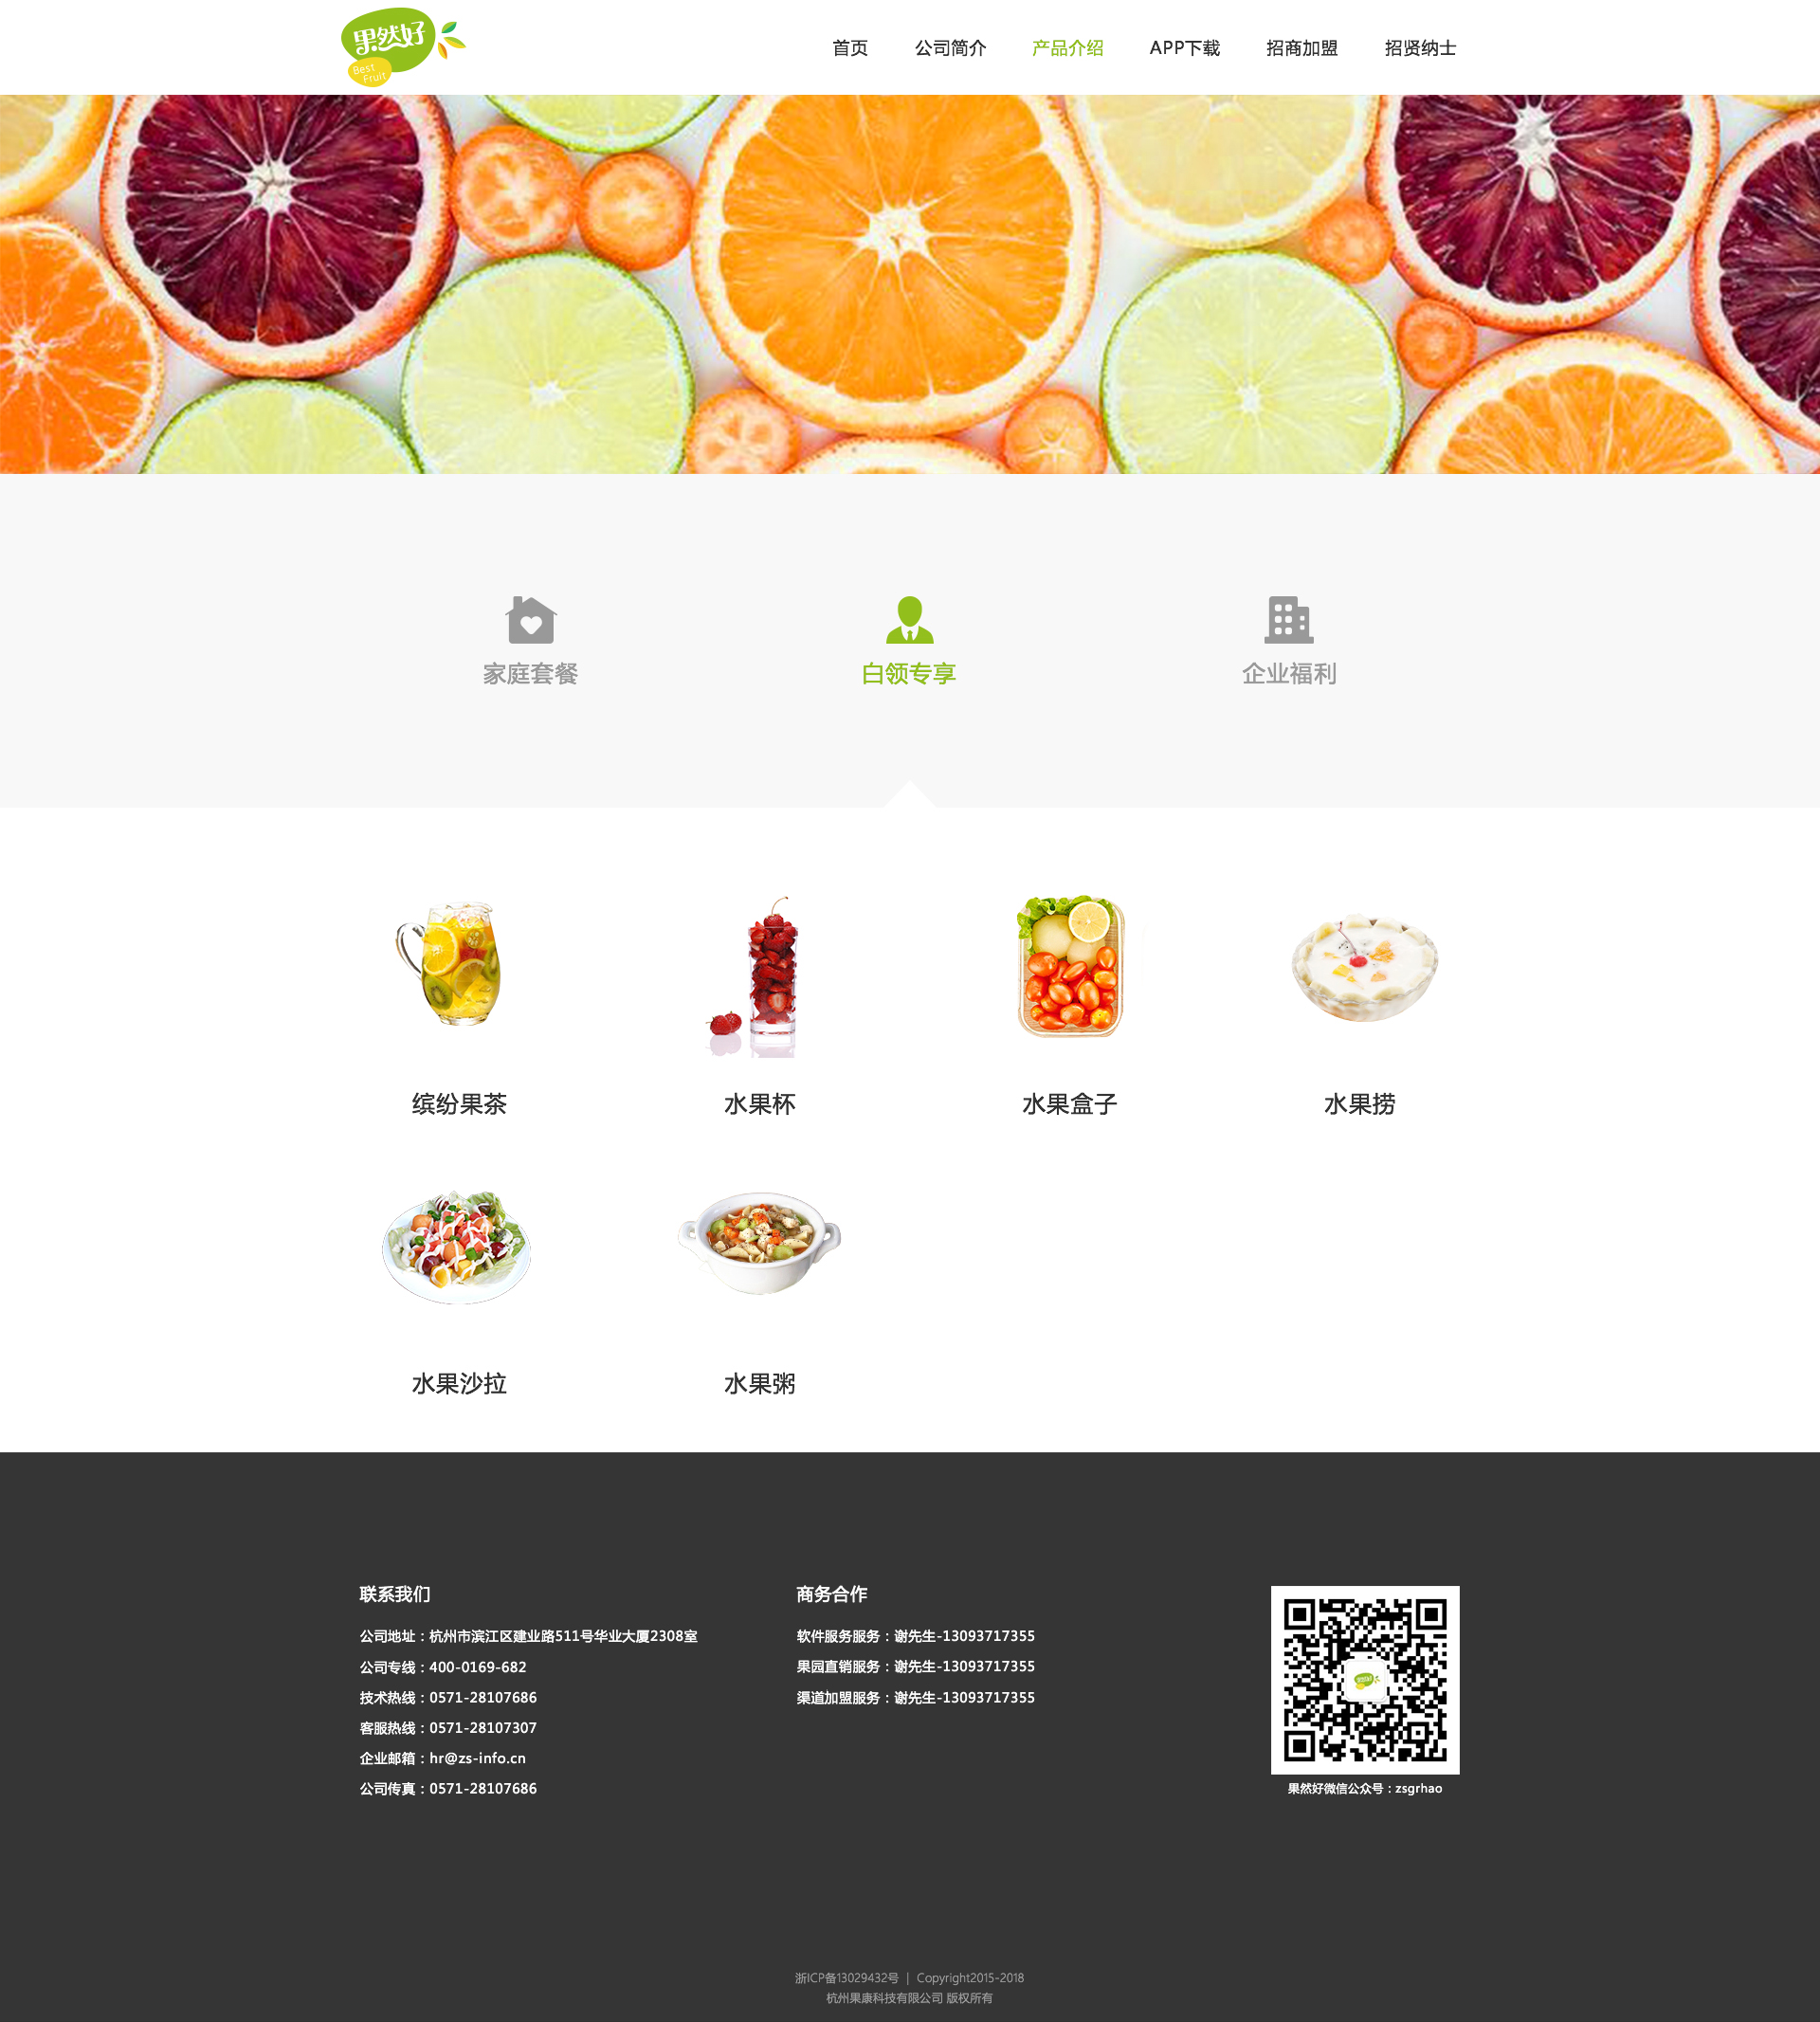 果然好
Best
Fruit
首页 公司简介 产品介绍 APP下载 招商加盟 招贤纳士
家庭套餐 白领专享 企业福利
缤纷果茶 水果杯 水果盒子 水果捞
水果沙拉 水果粥
联系我们
公司地址：杭州市滨江区建业路511号华业大厦2308室
公司专线：400-0169-682
技术热线：0571-28107686
客服热线：0571-28107307
企业邮箱：hr@zs-info.cn
公司传真：0571-28107686
商务合作
软件服务服务：谢先生-13093717355
果园直销服务：谢先生-13093717355
渠道加盟服务：谢先生-13093717355
果然好
果然好微信公众号：zsgrhao
浙ICP备13029432号 | Copyright2015-2018
杭州果康科技有限公司 版权所有